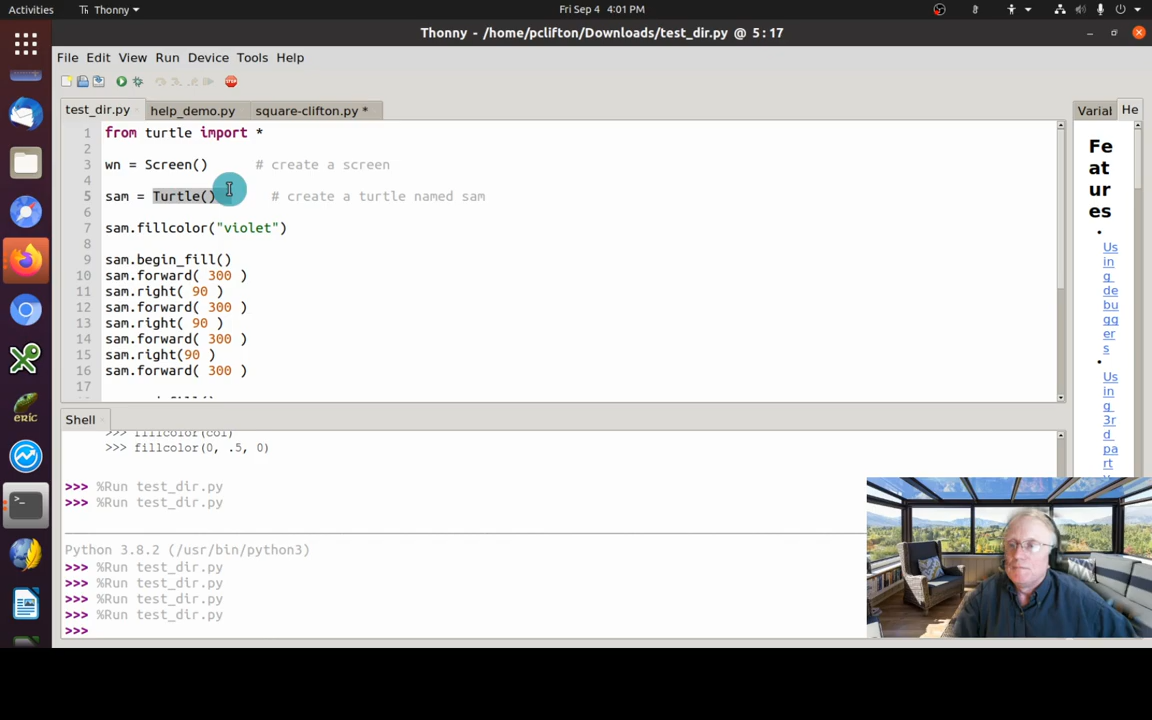 Activities
Thonny
Fri Sep 4 4:01 PM
Thonny - /home/pclifton/Downloads/test_dir.py @ 5 : 17
File Edit View Run Device Tools Help
test_dir.py
help_demo.py
square-clifton.py *
Variab
He
1 from turtle import *
2
3 wn = Screen() # create a screen
4
5 sam = Turtle() # create a turtle named sam
6
7 sam.fillcolor("violet")
8
9 sam.begin_fill()
10 sam.forward( 300 )
11 sam.right( 90 )
12 sam.forward( 300 )
13 sam.right( 90 )
14 sam.forward( 300 )
15 sam.right(90 )
16 sam.forward( 300 )
17
Fe
at
ur
es
• Us
in
g
de
bu
gg
er
s
• Us
in
g
3r
d
pa
rt
eric
Shell
>>> fillcolor(col)
>>> fillcolor(0, .5, 0)
>>> %Run test_dir.py
>>> %Run test_dir.py
Python 3.8.2 (/usr/bin/python3)
>>> %Run test_dir.py
>>> %Run test_dir.py
>>> %Run test_dir.py
>>> %Run test_dir.py
>>>